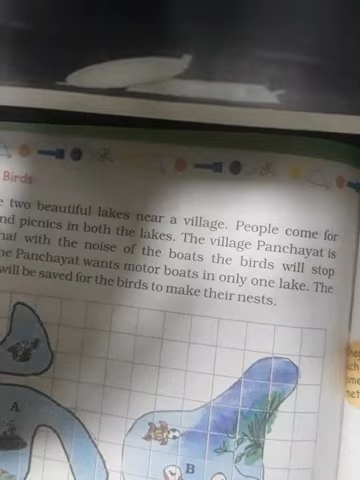 Birds
e two beautiful lakes near a village. People come for
nd picnics in both the lakes. The village Panchayat is
hat with the noise of the boats the birds will stop
he Panchayat wants motor boats in only one lake. The
will be saved for the birds to make their nests.
A
B